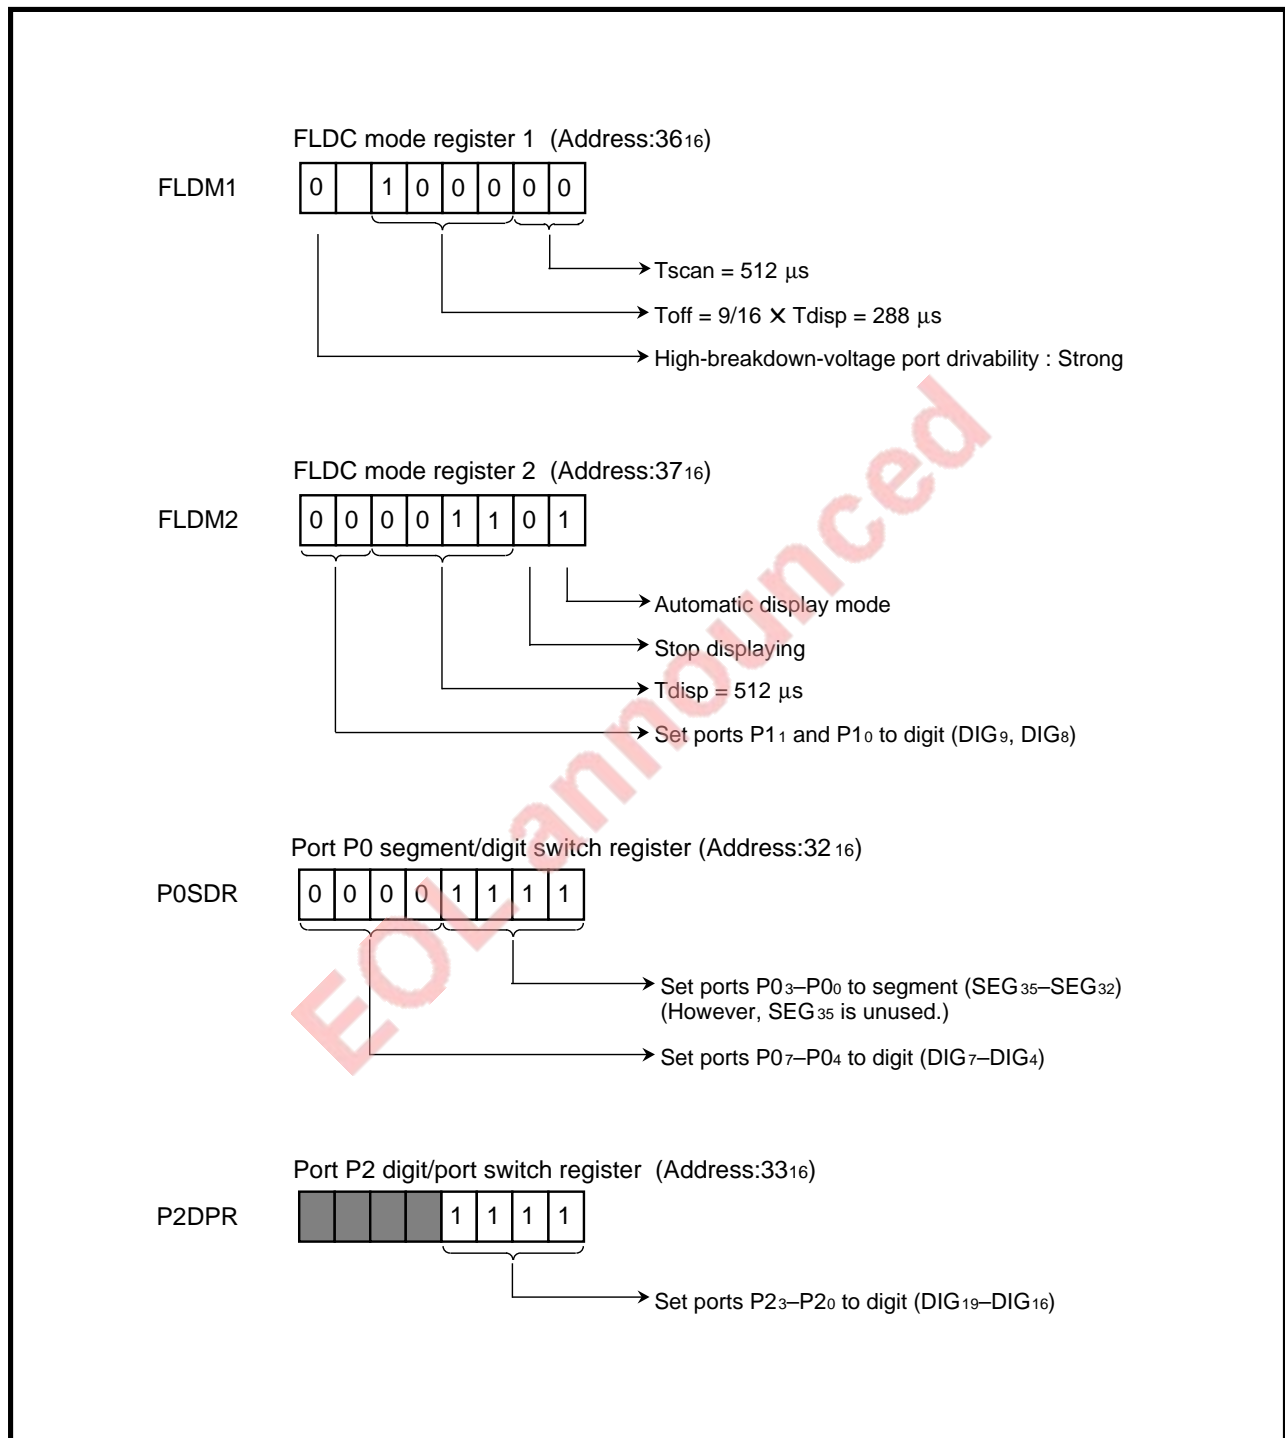 FLDC mode register 1 (Address:3616)
FLDM1 0 1 0 0 0 0 0
Tscan = 512 μs
Toff = 9/16 × Tdisp = 288 μs
High-breakdown-voltage port drivability : Strong
FLDC mode register 2 (Address:3716)
FLDM2 0 0 0 0 1 1 0 1
Automatic display mode
Stop displaying
Tdisp = 512 μs
Set ports P11 and P10 to digit (DIG9, DIG8)
Port P0 segment/digit switch register (Address:3216)
P0SDR 0 0 0 0 1 1 1 1
Set ports P03–P00 to segment (SEG35–SEG32)
(However, SEG35 is unused.)
Set ports P07–P04 to digit (DIG7–DIG4)
Port P2 digit/port switch register (Address:3316)
P2DPR 1 1 1 1
Set ports P23–P20 to digit (DIG19–DIG16)
EOL announced